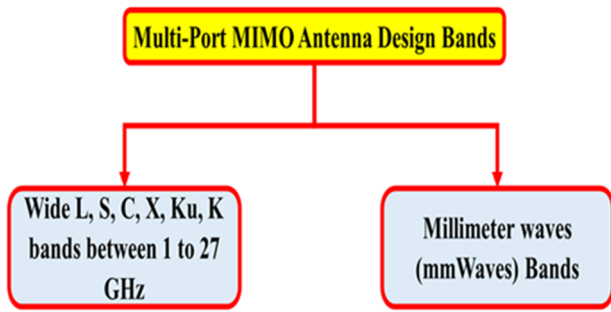 Multi-Port MIMO Antenna Design Bands
Wide L, S, C, X, Ku, K
bands between 1 to 27
GHz
Millimeter waves
(mmWaves) Bands